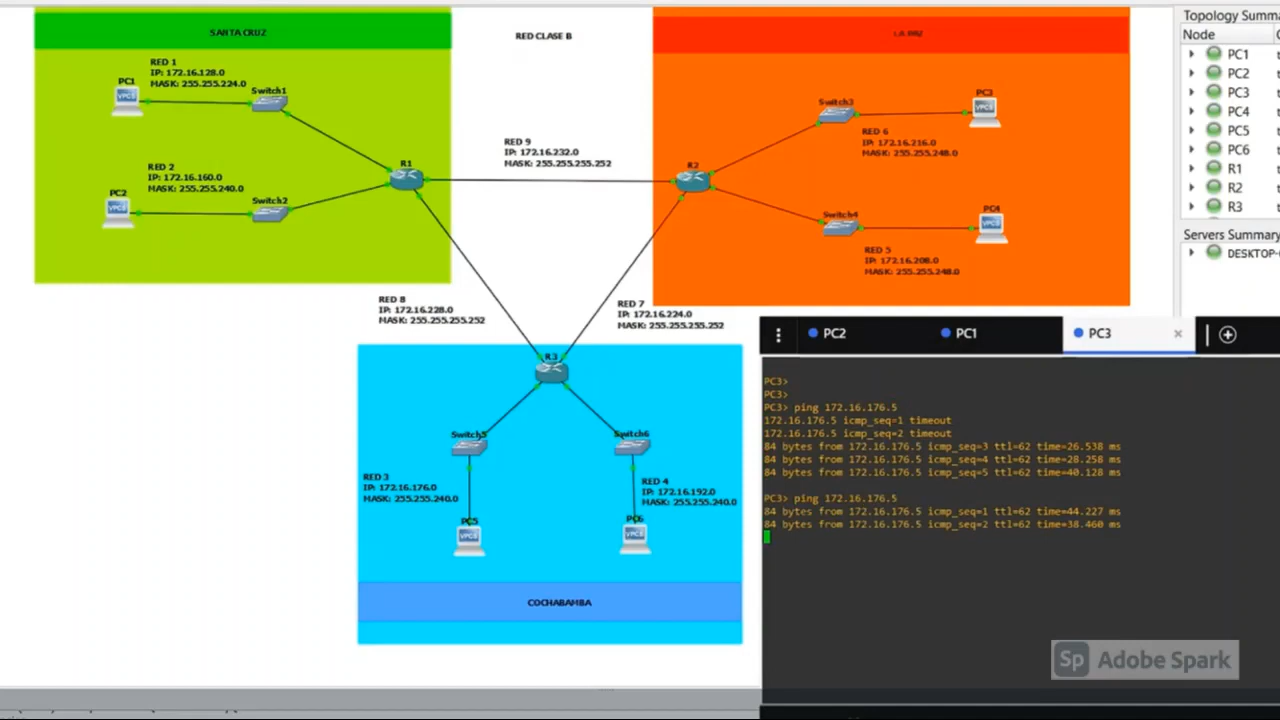 SANTA CRUZ
RED CLASE B
LA PAZ
RED 1
IP: 172.16.128.0
MASK: 255.255.224.0
PC1
Switch1
RED 2
IP: 172.16.160.0
MASK: 255.255.240.0
PC2
Switch2
R1
RED 9
IP: 172.16.232.0
MASK: 255.255.255.252
R2
Switch3
PC3
RED 6
IP: 172.16.216.0
MASK: 255.255.248.0
Switch4
PC4
RED 5
IP: 172.16.208.0
MASK: 255.255.248.0
RED 8
IP: 172.16.228.0
MASK: 255.255.255.252
RED 7
IP: 172.16.224.0
MASK: 255.255.255.252
R3
Switch5
Switch6
RED 3
IP: 172.16.176.0
MASK: 255.255.240.0
RED 4
IP: 172.16.192.0
MASK: 255.255.240.0
PC5
PC6
COCHABAMBA
Topology Summa
Node
PC1
PC2
PC3
PC4
PC5
PC6
R1
R2
R3
Servers Summary
DESKTOP-
PC2 PC1 PC3
PC3>
PC3>
PC3> ping 172.16.176.5
172.16.176.5 icmp_seq=1 timeout
172.16.176.5 icmp_seq=2 timeout
84 bytes from 172.16.176.5 icmp_seq=3 ttl=62 time=26.538 ms
84 bytes from 172.16.176.5 icmp_seq=4 ttl=62 time=28.258 ms
84 bytes from 172.16.176.5 icmp_seq=5 ttl=62 time=40.128 ms
PC3> ping 172.16.176.5
84 bytes from 172.16.176.5 icmp_seq=1 ttl=62 time=44.227 ms
84 bytes from 172.16.176.5 icmp_seq=2 ttl=62 time=38.460 ms
Sp Adobe Spark